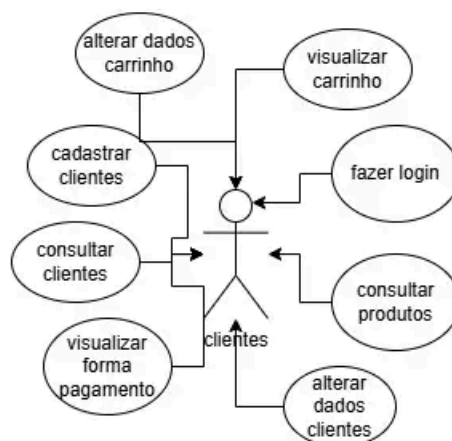 alterar dados
carrinho
visualizar
carrinho
cadastrar
clientes
fazer login
consultar
clientes
consultar
produtos
visualizar
forma
pagamento
clientes
alterar
dados
clientes